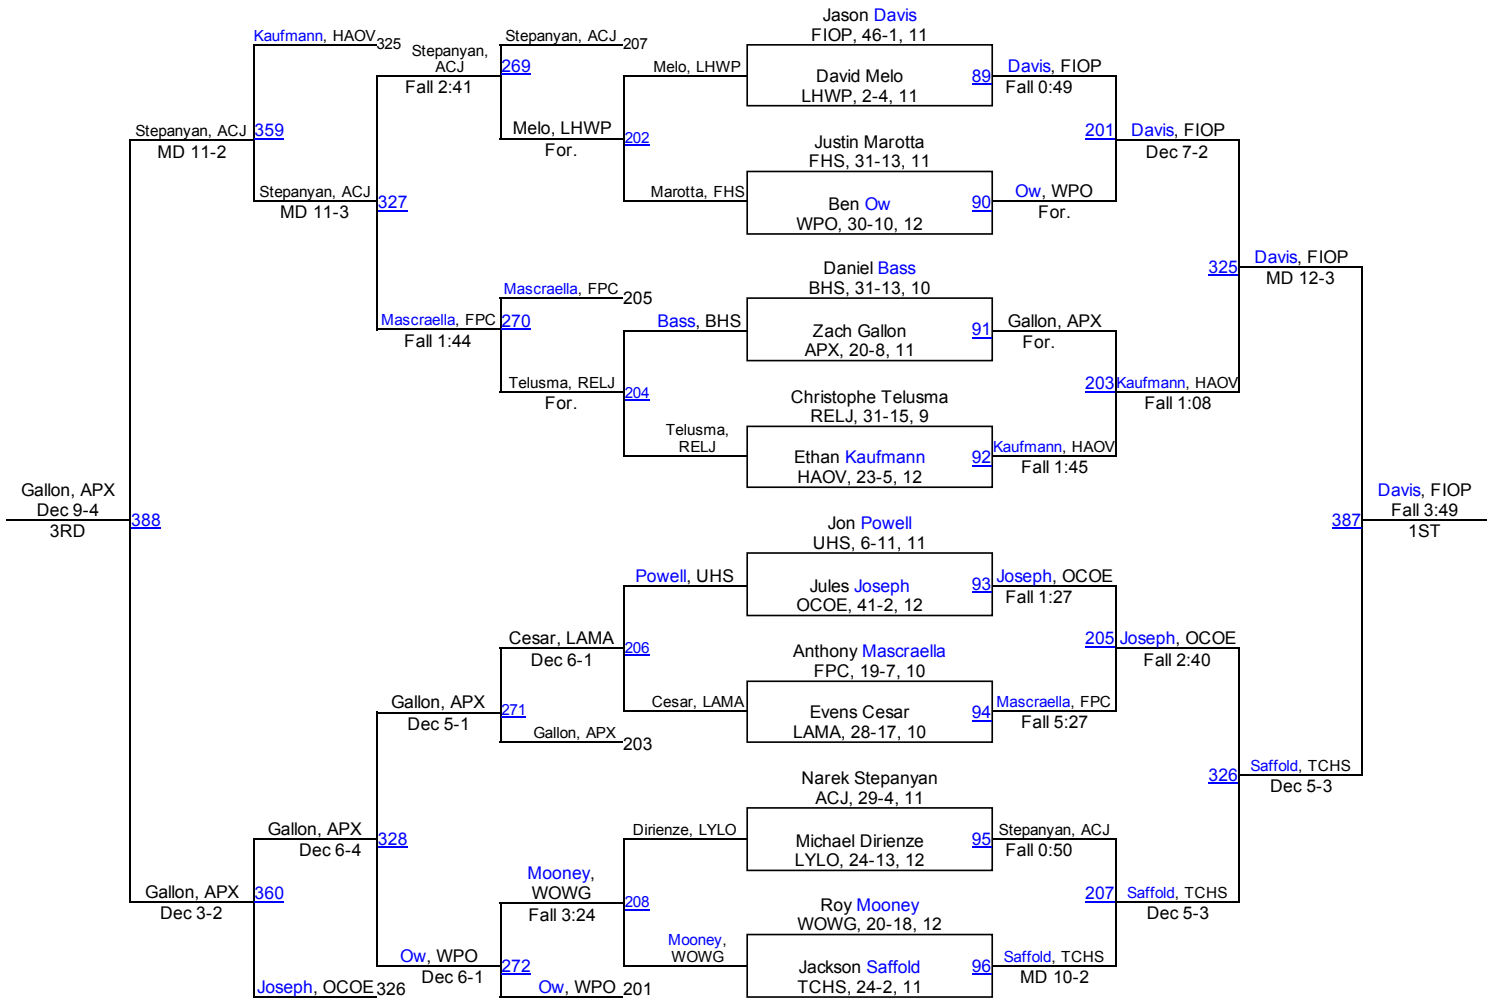 Jason Davis
FIOP, 46-1, 11
Kaufmann, HAOV 325
Stepanyan, ACJ 207
Stepanyan,
ACJ
Fall 2:41
269
Melo, LHWP
David Melo
LHWP, 2-4, 11
89
Davis, FIOP
Fall 0:49
Stepanyan, ACJ
MD 11-2
359
Melo, LHWP
For.
202
Justin Marotta
FHS, 31-13, 11
201
Davis, FIOP
Dec 7-2
Stepanyan, ACJ
MD 11-3
327
Marotta, FHS
Ben Ow
WPO, 30-10, 12
90
Ow, WPO
For.
Daniel Bass
BHS, 31-13, 10
325
Davis, FIOP
MD 12-3
Mascraella, FPC 205
Mascraella, FPC
Fall 1:44
270
Bass, BHS
Zach Gallon
APX, 20-8, 11
91
Gallon, APX
For.
Telusma, RELJ
For.
204
Christophe Telusma
RELJ, 31-15, 9
203
Kaufmann, HAOV
Fall 1:08
Telusma,
RELJ
Ethan Kaufmann
HAOV, 23-5, 12
92
Kaufmann, HAOV
Fall 1:45
Gallon, APX
Dec 9-4
3RD
388
Davis, FIOP
Fall 3:49
1ST
387
Jon Powell
UHS, 6-11, 11
Powell, UHS
Jules Joseph
OCOE, 41-2, 12
93
Joseph, OCOE
Fall 1:27
Cesar, LAMA
Dec 6-1
206
Anthony Mascraella
FPC, 19-7, 10
205
Joseph, OCOE
Fall 2:40
Gallon, APX
Dec 5-1
271
Cesar, LAMA
Evens Cesar
LAMA, 28-17, 10
94
Mascraella, FPC
Fall 5:27
Gallon, APX 203
Narek Stepanyan
ACJ, 29-4, 11
326
Saffold, TCHS
Dec 5-3
Gallon, APX
Dec 6-4
328
Dirienze, LYLO
Michael Dirienze
LYLO, 24-13, 12
95
Stepanyan, ACJ
Fall 0:50
Gallon, APX
Dec 3-2
360
Mooney,
WOWG
Fall 3:24
208
Roy Mooney
WOWG, 20-18, 12
207
Saffold, TCHS
Dec 5-3
Ow, WPO
Dec 6-1
272
Mooney,
WOWG
Jackson Saffold
TCHS, 24-2, 11
96
Saffold, TCHS
MD 10-2
Joseph, OCOE 326
Ow, WPO 201